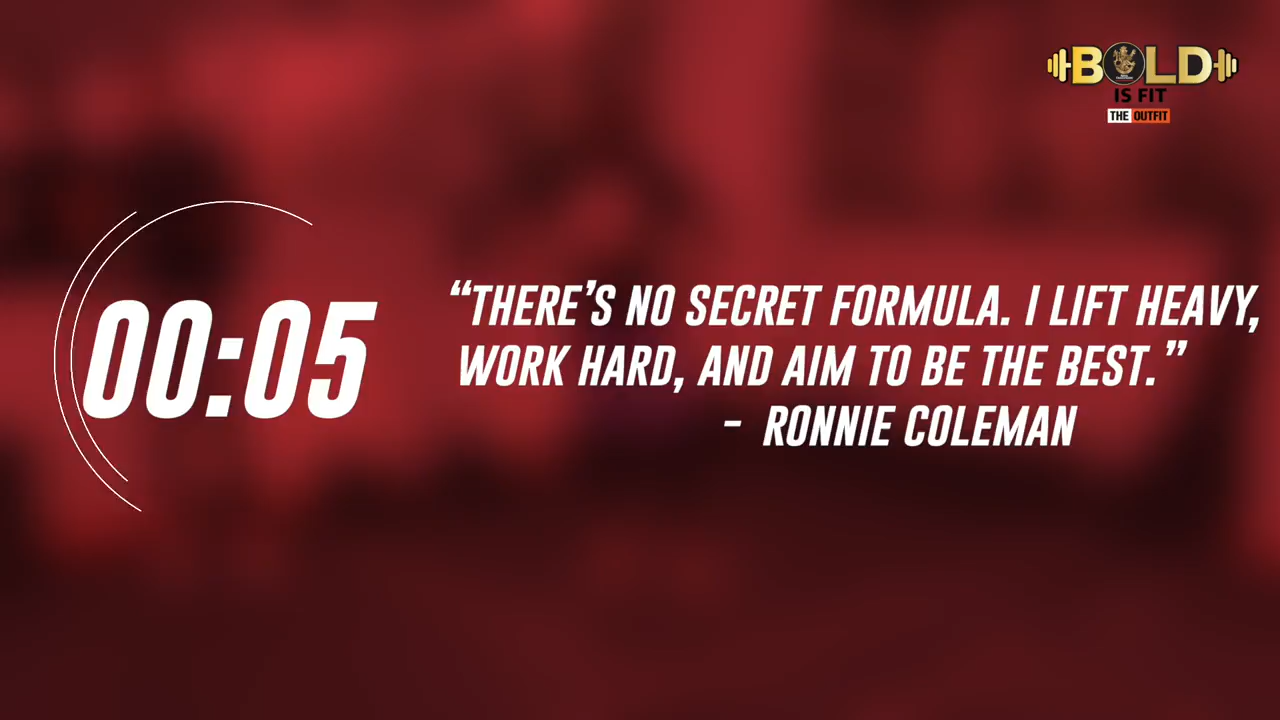 BOLD
IS FIT
THE OUTFIT
00:05
“THERE’S NO SECRET FORMULA. I LIFT HEAVY,
WORK HARD, AND AIM TO BE THE BEST.”
- RONNIE COLEMAN